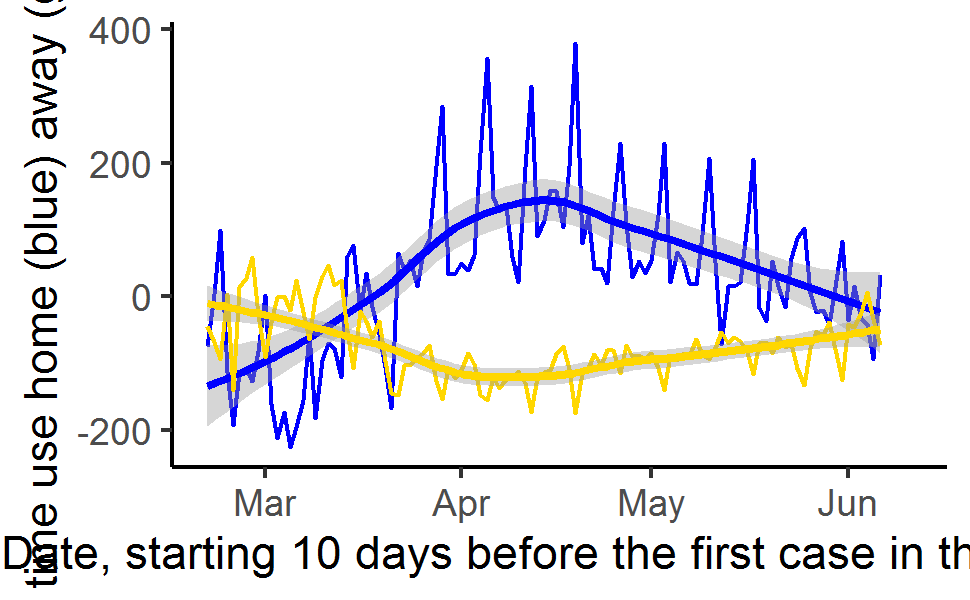 400
200
0
-200
Mar Apr May Jun
time use home (blue) away (
Date, starting 10 days before the first case in th